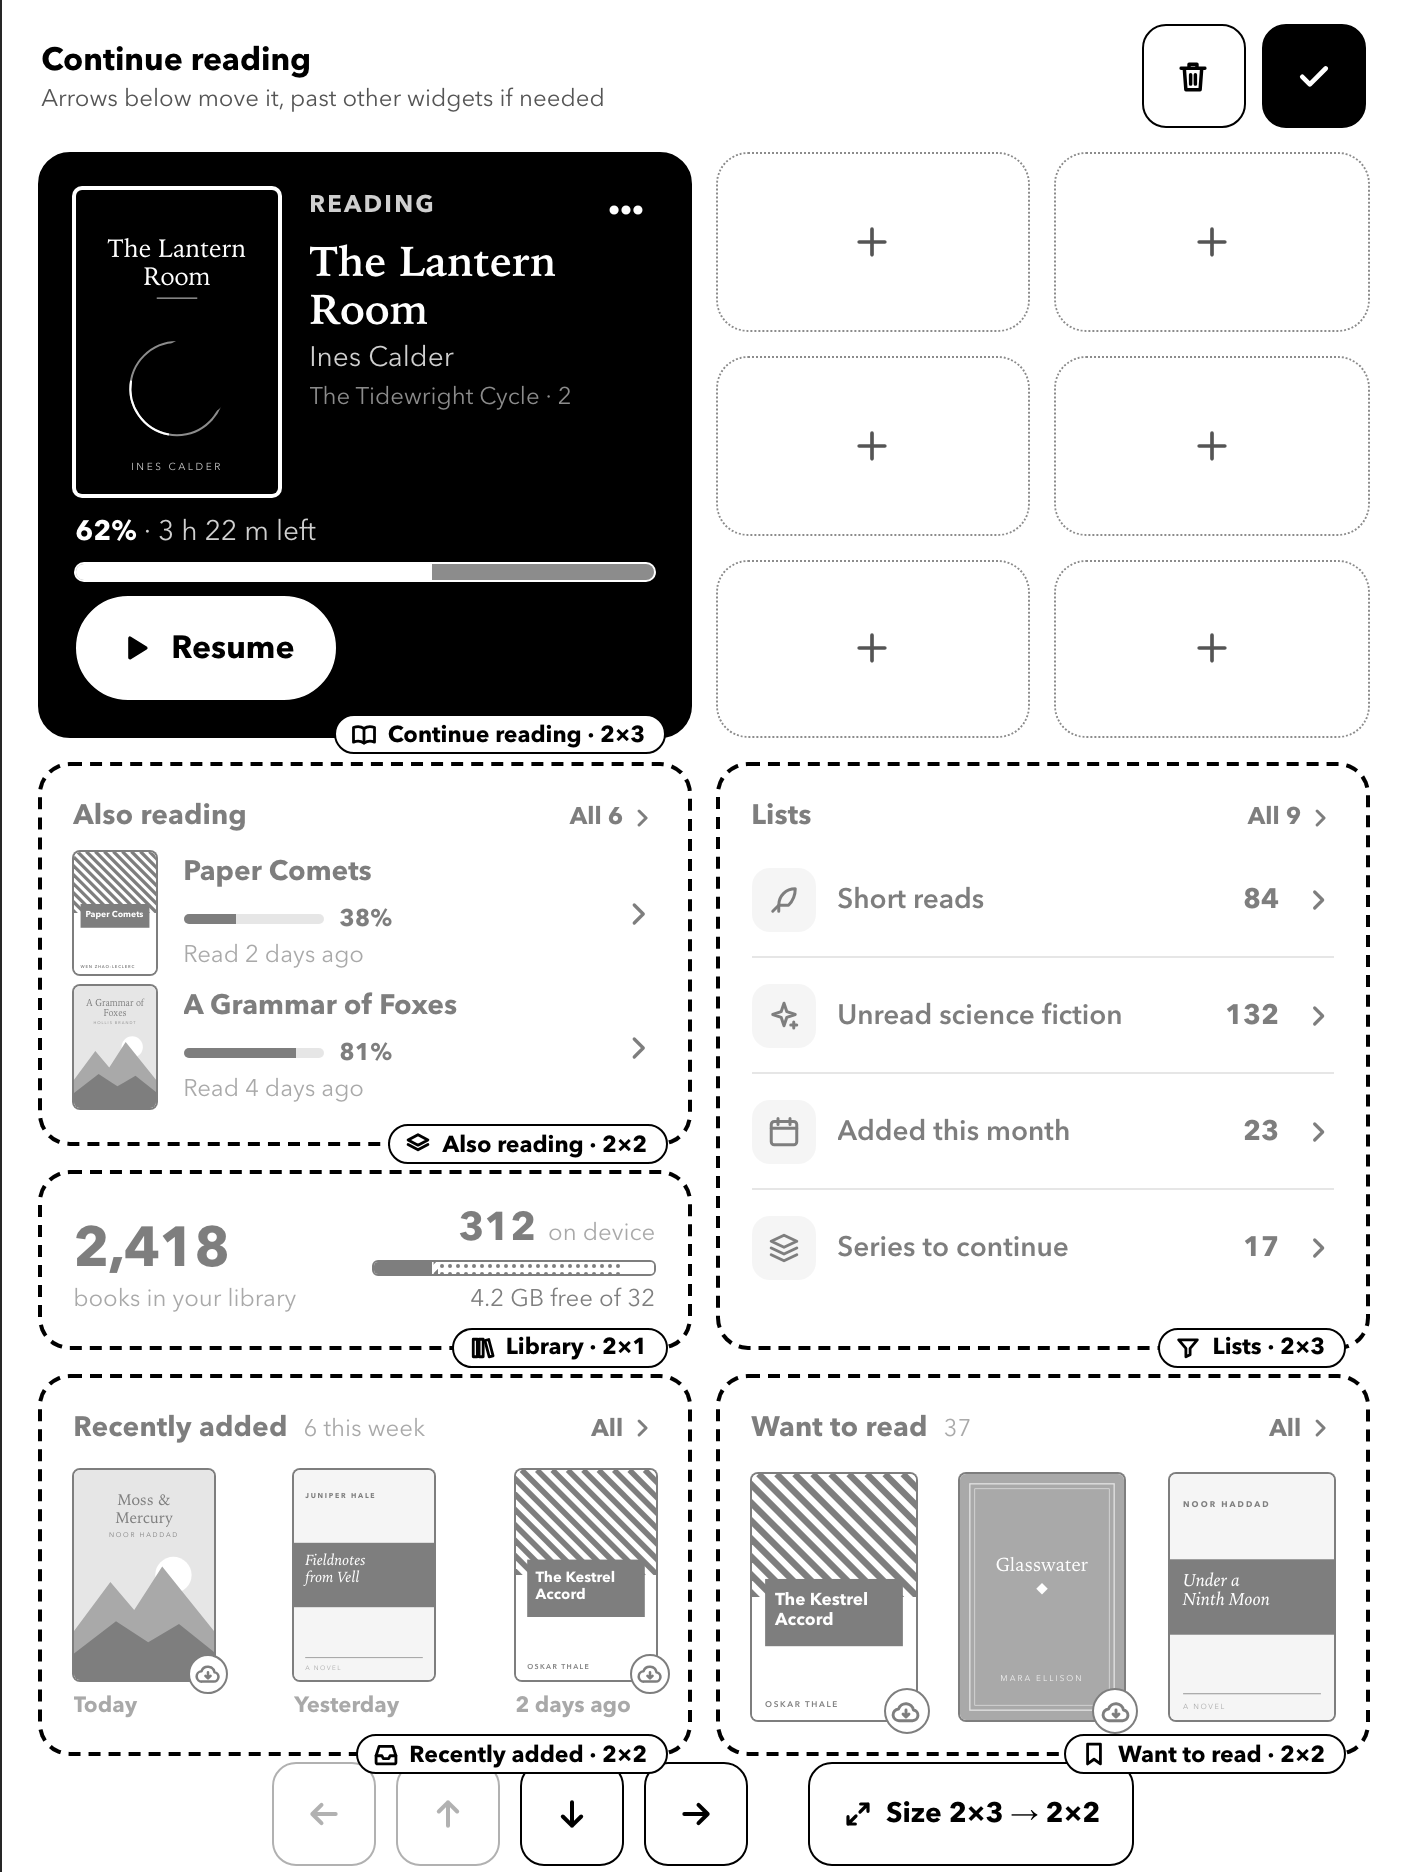 Continue reading
Arrows below move it, past other widgets if needed
The Lantern
Room
INES CALDER
READING
The Lantern
Room
Ines Calder
The Tidewright Cycle · 2
62% · 3 h 22 m left
Resume
Continue reading · 2×3
Also reading
All 6
Paper Comets
WEN ZHAO-LECLERC
Paper Comets
38%
Read 2 days ago
A Grammar of
Foxes
HOLLIS BRANDT
A Grammar of Foxes
81%
Read 4 days ago
Also reading · 2×2
Lists
All 9
Short reads
84
Unread science fiction
132
Added this month
23
Series to continue
17
Lists · 2×3
2,418
books in your library
312 on device
4.2 GB free of 32
Library · 2×1
Recently added 6 this week
All
Moss &
Mercury
NOOR HADDAD
Today
JUNIPER HALE
Fieldnotes
from Vell
A NOVEL
Yesterday
The Kestrel
Accord
OSKAR THALE
2 days ago
Recently added · 2×2
Want to read 37
All
The Kestrel
Accord
OSKAR THALE
Glasswater
MARA ELLISON
NOOR HADDAD
Under a
Ninth Moon
A NOVEL
Want to read · 2×2
Size 2×3 → 2×2